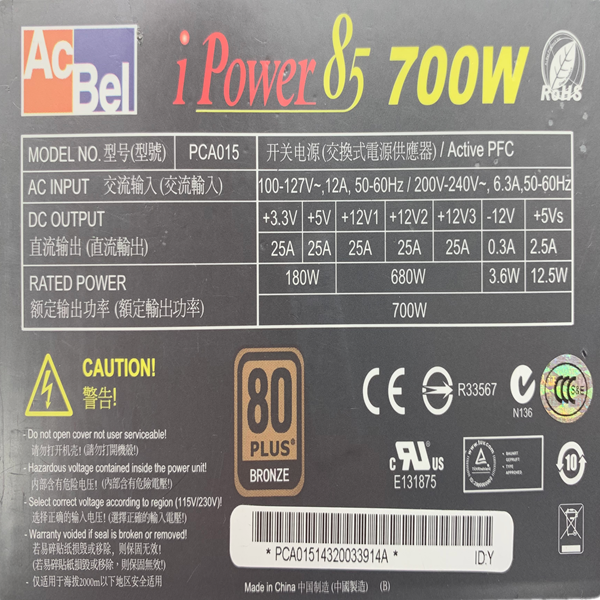 AcBel
i Power 85 700W
RoHS
MODEL NO. 型号(型號) PCA015 开关电源(交換式電源供應器) / Active PFC
AC INPUT 交流输入 (交流輸入) 100-127V~,12A, 50-60Hz / 200V-240V~, 6.3A,50-60Hz
DC OUTPUT +3.3V +5V +12V1 +12V2 +12V3 -12V +5Vs
直流输出 (直流輸出) 25A 25A 25A 25A 25A 0.3A 2.5A
RATED POWER 180W 680W 3.6W 12.5W
额定输出功率 (額定輸出功率) 700W
CAUTION!
警告!
80
PLUS
BRONZE
CE
R33567
N136
CCC
S&E
- Do not open cover not user serviceable!
请勿打开机壳! (請勿打開機殼!)
- Hazardous voltage contained inside the power unit!
内部含有危险电压! (內部含有危險電壓!)
- Select correct voltage according to region (115V/230V)!
选择正确的输入电压! (選擇正確的輸入電壓!)
- Warranty voided if seal is broken or removed!
若易碎贴纸损毁或移除，则保固无效!
(若易碎貼紙損毀或移除，則保固無效!)
- 仅适用于海拔2000m以下地区安全适用
c RU US
E131875
10
* PCA0151432033914A * ID:Y
Made in China 中国制造 (中國製造) (B)